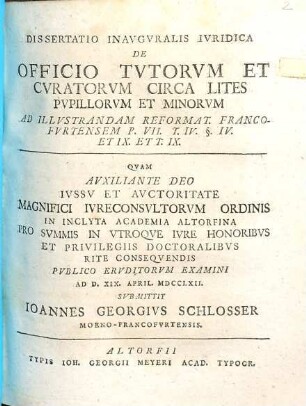 2
DISSERTATIO INAVGVRALIS IVRIDICA
DE
OFFICIO TVTORVM ET
CVRATORVM CIRCA LITES
PVPILLORVM ET MINORVM
AD ILLVSTRANDAM REFORMAT. FRANCO-
FVRTENSEM P. VII. T. IV. §. IV.
ET IX. ET T. IX.
QVAM
AVXILIANTE DEO
IVSSV ET AVCTORITATE
MAGNIFICI IVRECONSVLTORVM ORDINIS
IN INCLYTA ACADEMIA ALTORFINA
PRO SVMMIS IN VTROQVE IVRE HONORIBVS
ET PRIVILEGIIS DOCTORALIBVS
RITE CONSEQVENDIS
PVBLICO ERVDITORVM EXAMINI
AD D. XIX. APRIL. MDCCLXII.
SVBMITTIT
IOANNES GEORGIVS SCHLOSSER
MOENO-FRANCOFVRTENSIS.
ALTORFII
TYPIS IOH. GEORGII MEYERI ACAD. TYPOGR.